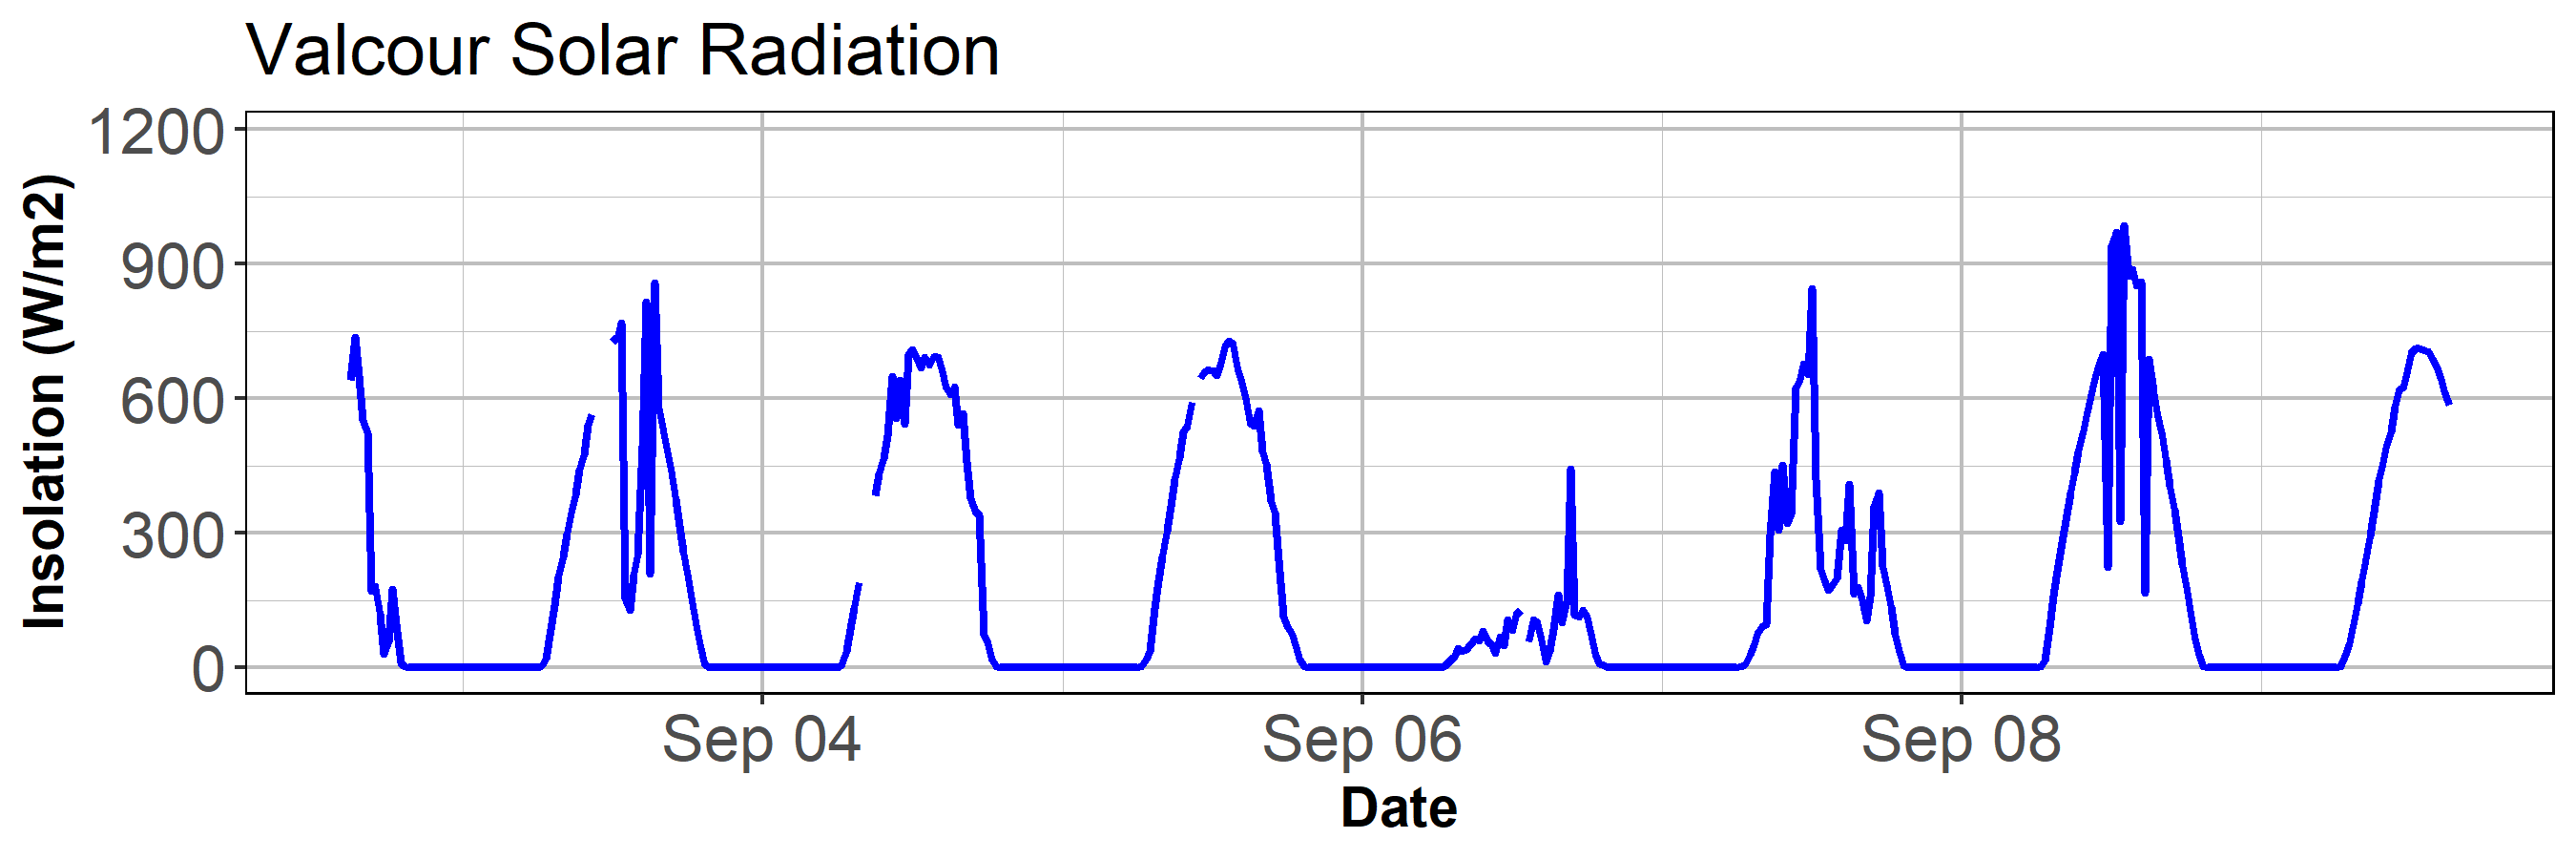 Valcour Solar Radiation
1200
900
600
300
0
Insolation (W/m2)
Sep 04
Sep 06
Sep 08
Date